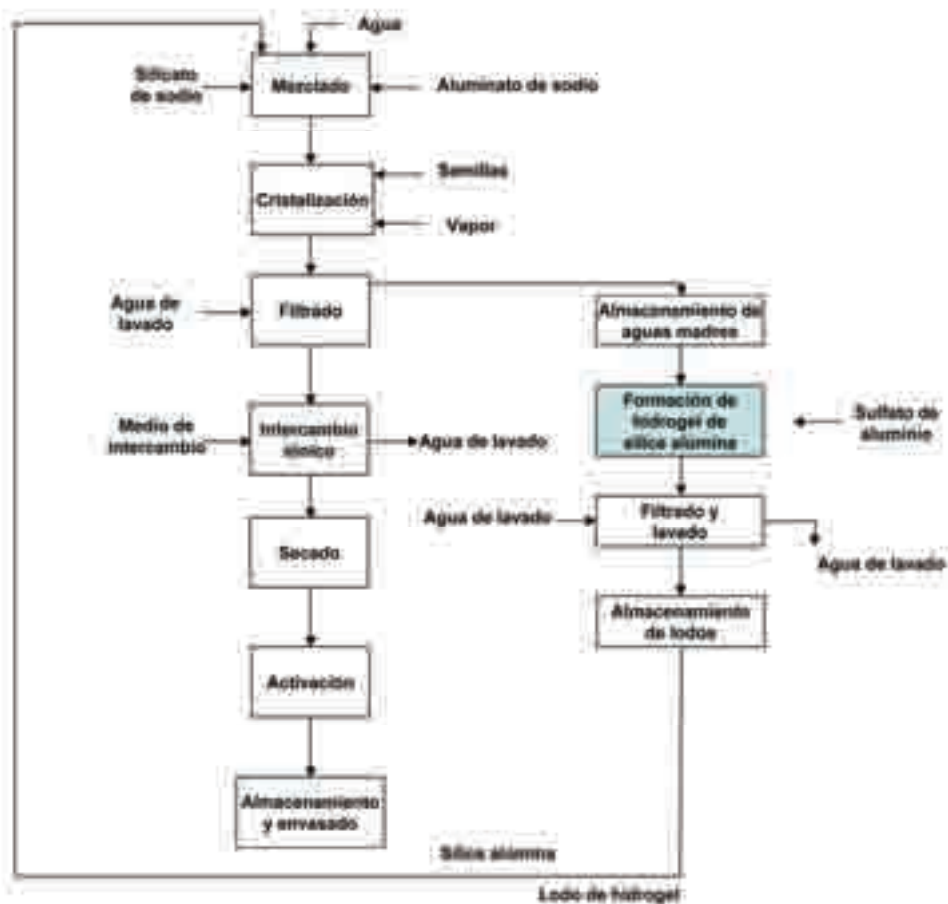 Agua
Silicato
de sodio
Mezclado
Aluminato de sodio
Semillas
Cristalización
Vapor
Agua de
lavado
Filtrado
Almacenamiento de
aguas madres
Medio de
intercambio
Intercambio
iónico
Agua de lavado
Formación de
hidrogel de
sílica alúmina
Sulfato de
aluminio
Agua de lavado
Filtrado y
lavado
Agua de lavado
Secado
Almacenamiento
de lodos
Activación
Almacenamiento
y envasado
Sílica alúmina
Lodo de hidrogel